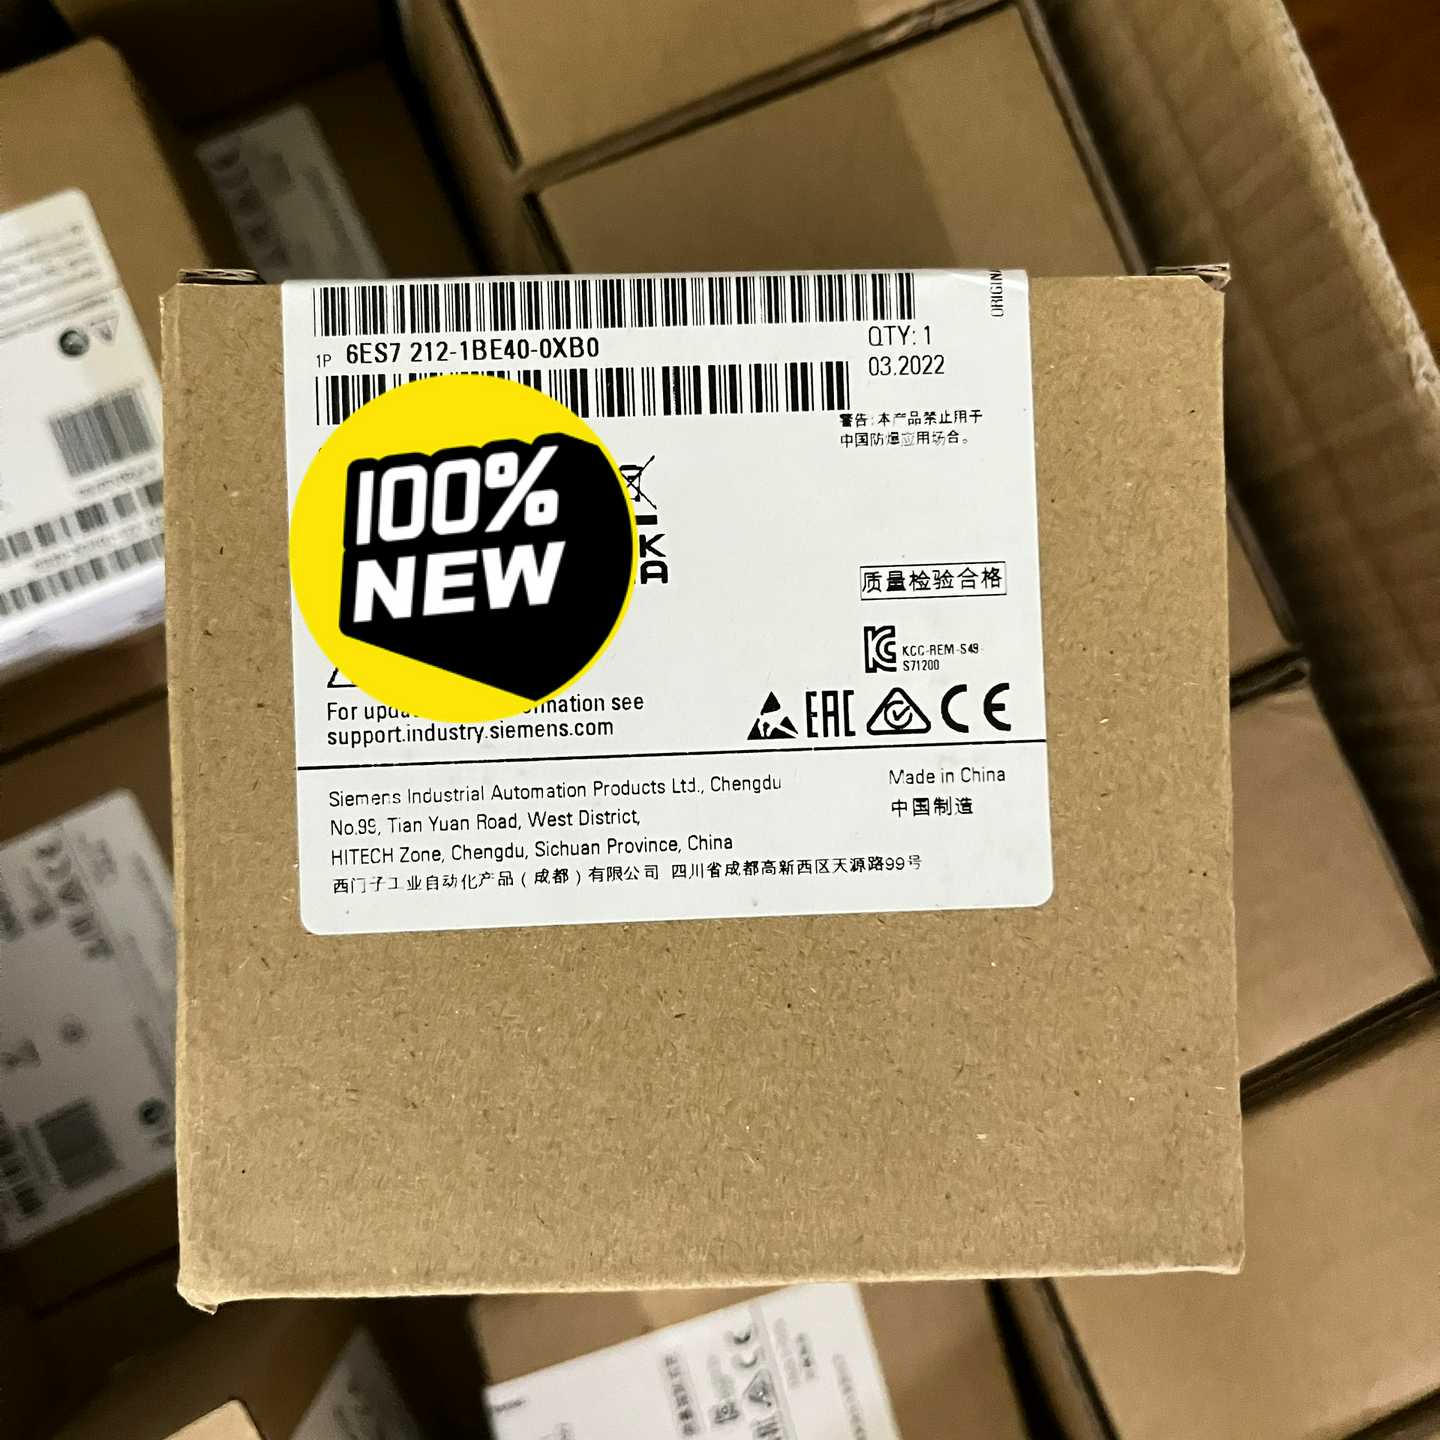 ORIGINA
1P 6ES7 212-1BE40-0XB0
QTY: 1
03.2022
警告:本产品禁止用于
中国防爆应用场合。
100%
NEW
K
质量检验合格
KCC-REM-S49-
S71200
For see
support.industry.siemens.com
EAC
CE
Siemens Industrial Automation Products Ltd., Chengdu
Made in China
No.99, Tian Yuan Road, West District,
中国制造
HITECH Zone, Chengdu, Sichuan Province, China
西门子工业自动化产品(成都)有限公司 四川省成都高新西区天源路99号